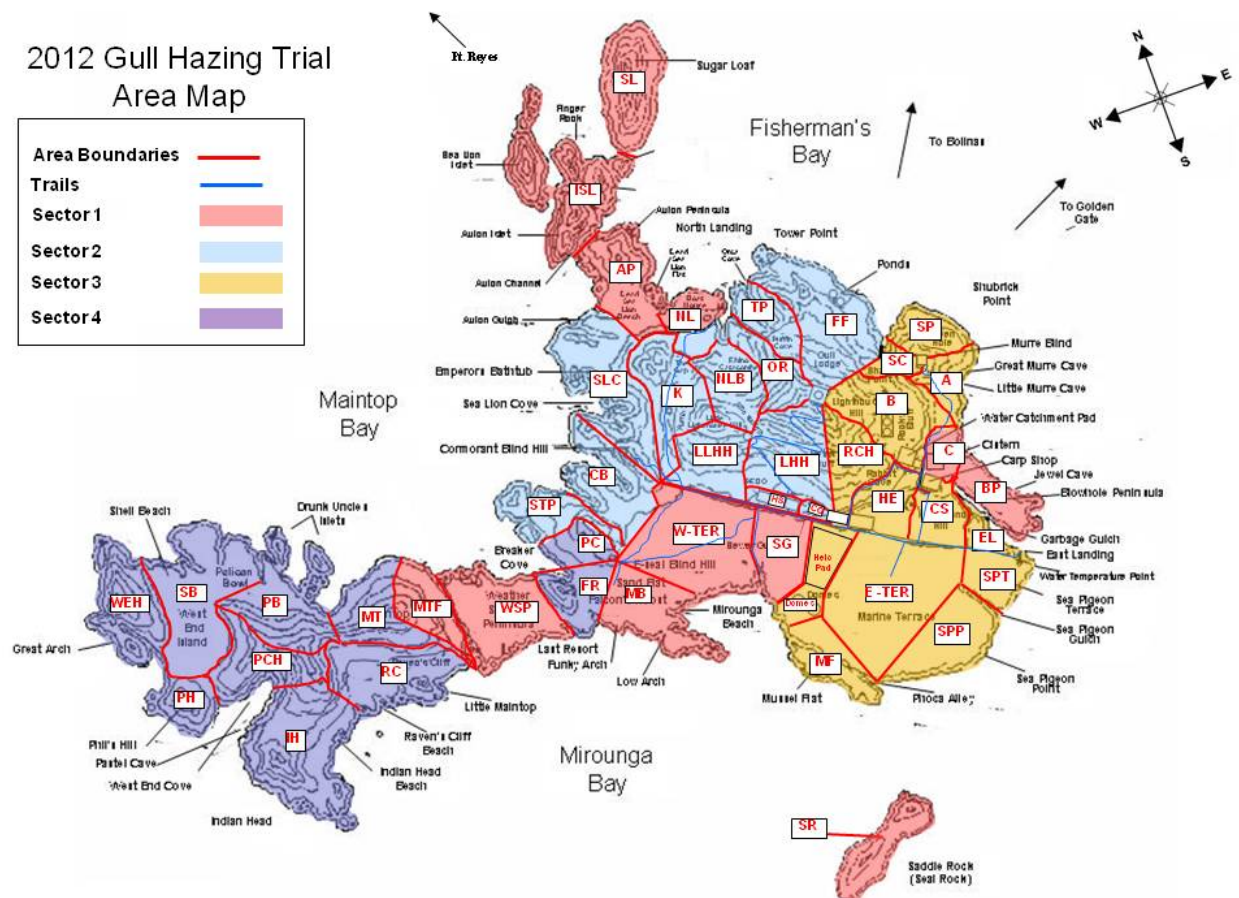 2012 Gull Hazing Trial
Area Map
Area Boundaries
Trails
Sector 1
Sector 2
Sector 3
Sector 4
Pt. Reyes
N
E
W
S
SL
Sugar Loaf
Fisherman's
Bay
To Bolinas
To Golden
Gate
Sea Lion
Islet
ISL
Aulon Peninsula
North Landing
Tower Point
Aulon Islet
AP
Ponds
Shubrick
Point
Aulon Channel
NL
TP
FF
SP
Murre Blind
Aulon Gulch
SC
Great Murre Cave
Little Murre Cave
A
Emperors Bathtub
SLC
K
NLB
OR
B
Gull
Lodge
Maintop
Bay
Sea Lion Cove
Water Catchment Pad
Cormorant Blind Hill
LLHH
LHH
RCH
C
Cistern
Carp Shop
Jewel Cave
CB
BP
Blowhole Peninsula
STP
HE
CS
Shell Beach
Drunk Uncles
Islets
PC
W-TER
SG
EL
Garbage Gulch
East Landing
Breaker
Cove
Helo
Pad
Water Temperature Point
Pelican
Bowl
SB
WEH
PB
MT
MTF
WSP
FR
MB
E-TER
SPT
Sea Pigeon
Terrace
West
End
Island
Mirounga
Beach
Domes
Marine Terrace
Sea Pigeon
Gulch
Great Arch
PCH
RC
Last Resort
Funky Arch
Low Arch
SPP
MF
PH
Little Maintop
Mussel Flat
Phoca Alley
Sea Pigeon
Point
Phil's Hill
Pastel Cave
West End Cove
IH
Raven's Cliff
Beach
Mirounga
Bay
Indian Head
Beach
Indian Head
SR
Saddle Rock
(Seal Rock)